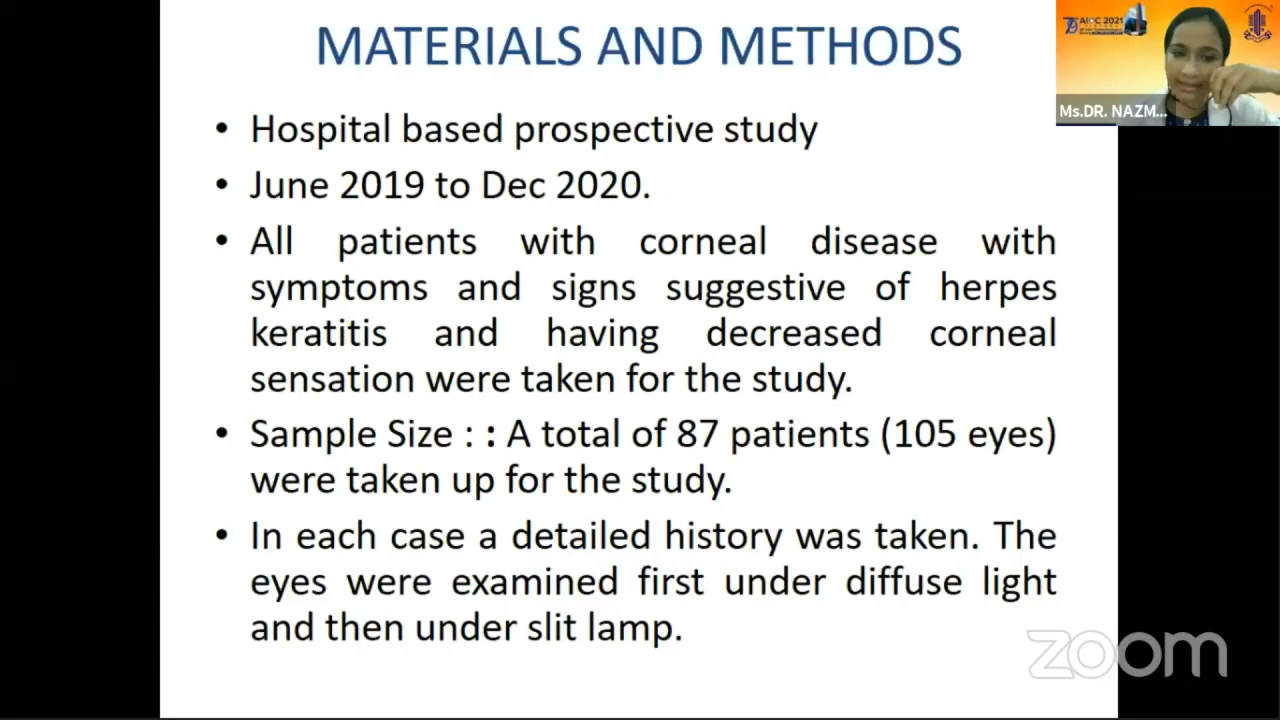 MATERIALS AND METHODS
• Hospital based prospective study
• June 2019 to Dec 2020.
• All patients with corneal disease with
symptoms and signs suggestive of herpes
keratitis and having decreased corneal
sensation were taken for the study.
• Sample Size : : A total of 87 patients (105 eyes)
were taken up for the study.
• In each case a detailed history was taken. The
eyes were examined first under diffuse light
and then under slit lamp.
AIOC 2021
Ms.DR. NAZM...
zoom